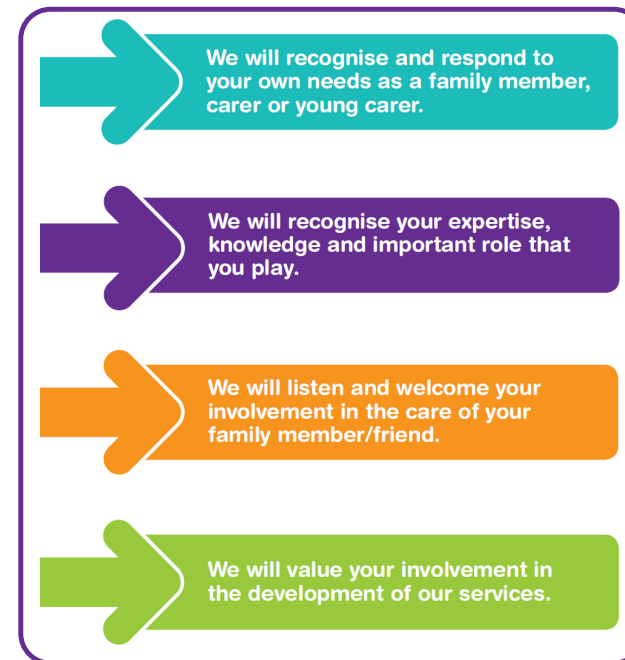 We will recognise and respond to
your own needs as a family member,
carer or young carer.
We will recognise your expertise,
knowledge and important role that
you play.
We will listen and welcome your
involvement in the care of your
family member/friend.
We will value your involvement in
the development of our services.